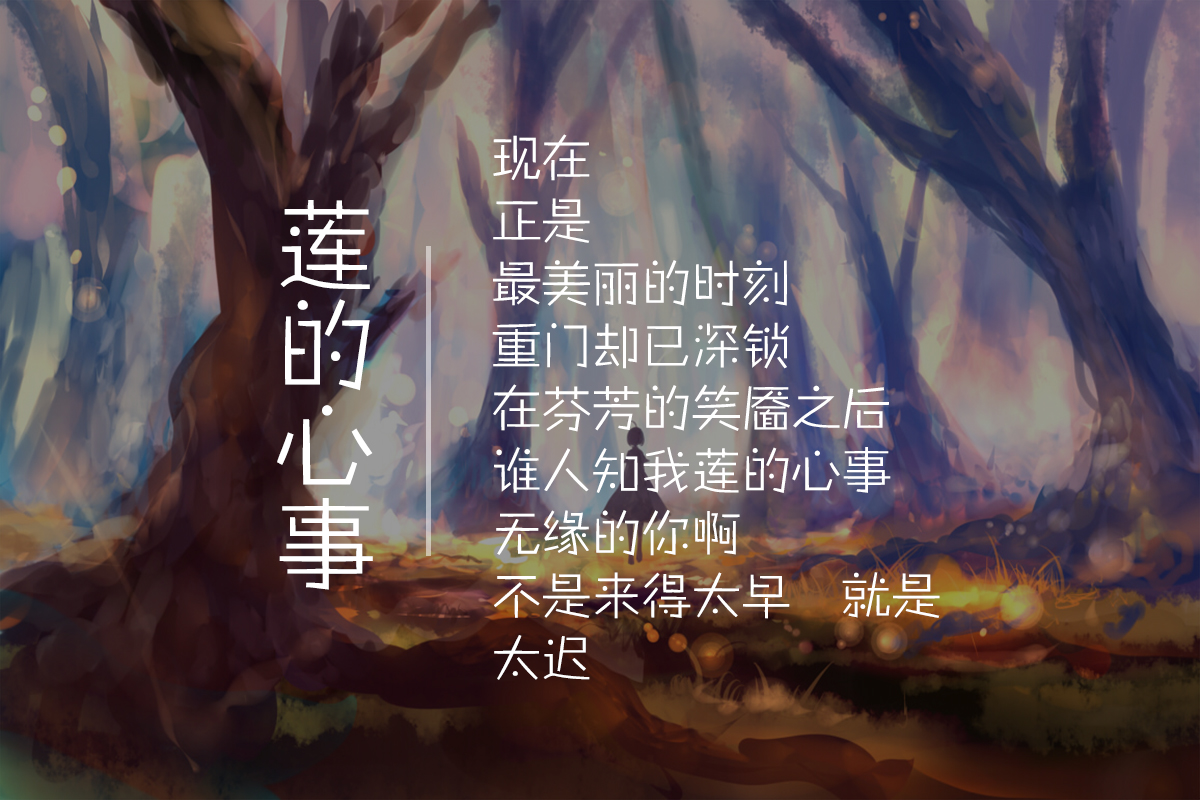 莲的心事
现在
正是
最美丽的时刻
重门却已深锁
在芬芳的笑靥之后
谁人知我莲的心事
无缘的你啊
不是来得太早　就是
太迟